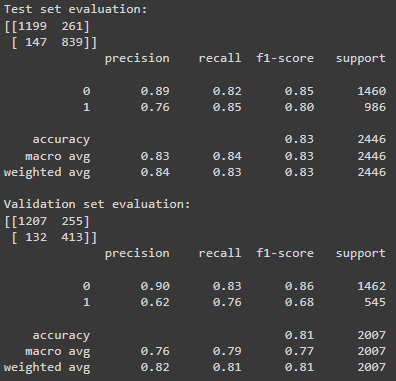 Test set evaluation:
[[1199  261]
 [ 147  839]]
              precision    recall  f1-score   support

           0       0.89      0.82      0.85      1460
           1       0.76      0.85      0.80       986

    accuracy                           0.83      2446
   macro avg       0.83      0.84      0.83      2446
weighted avg       0.84      0.83      0.83      2446

Validation set evaluation:
[[1207  255]
 [ 132  413]]
              precision    recall  f1-score   support

           0       0.90      0.83      0.86      1462
           1       0.62      0.76      0.68       545

    accuracy                           0.81      2007
   macro avg       0.76      0.79      0.77      2007
weighted avg       0.82      0.81      0.81      2007